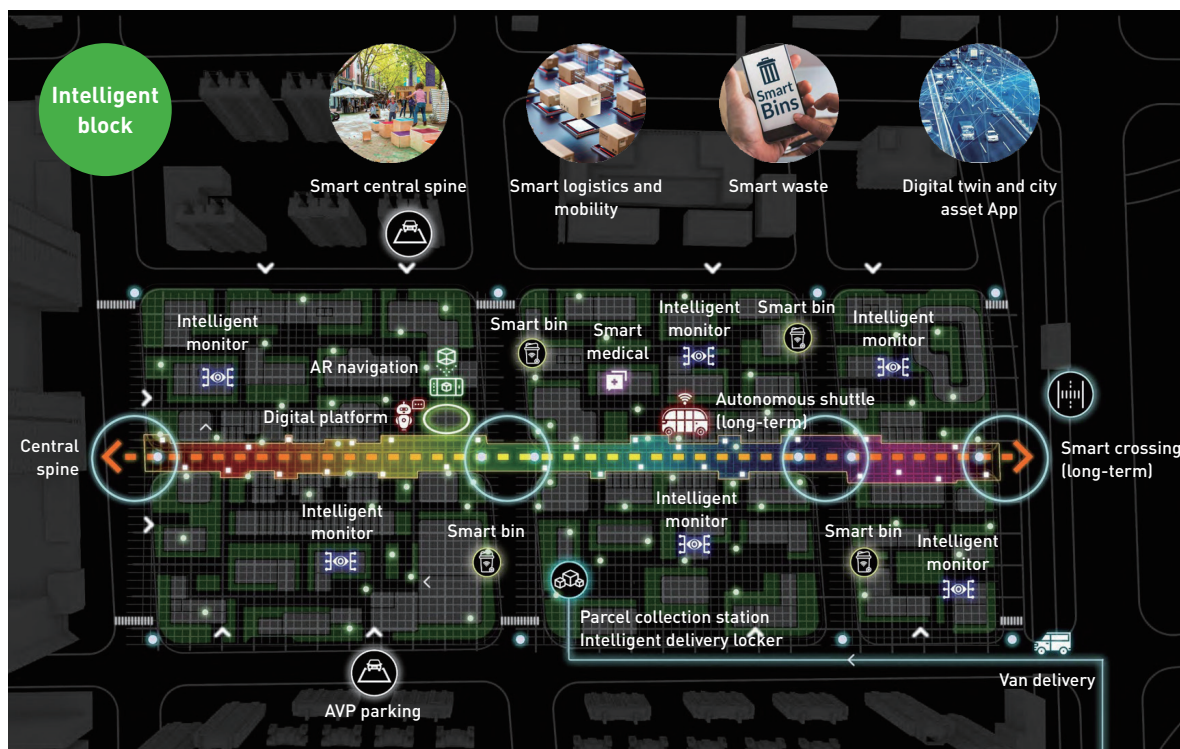 Intelligent
block
Smart
Bins
Smart central spine
Smart logistics and
mobility
Smart waste
Digital twin and city
asset App
Intelligent
monitor
Smart bin
Smart
medical
Intelligent
monitor
Smart bin
Intelligent
monitor
AR navigation
Digital platform
Autonomous shuttle
(long-term)
Central
spine
Smart crossing
(long-term)
Intelligent
monitor
Smart bin
Intelligent
monitor
Smart bin
Intelligent
monitor
Parcel collection station
Intelligent delivery locker
Van delivery
AVP parking